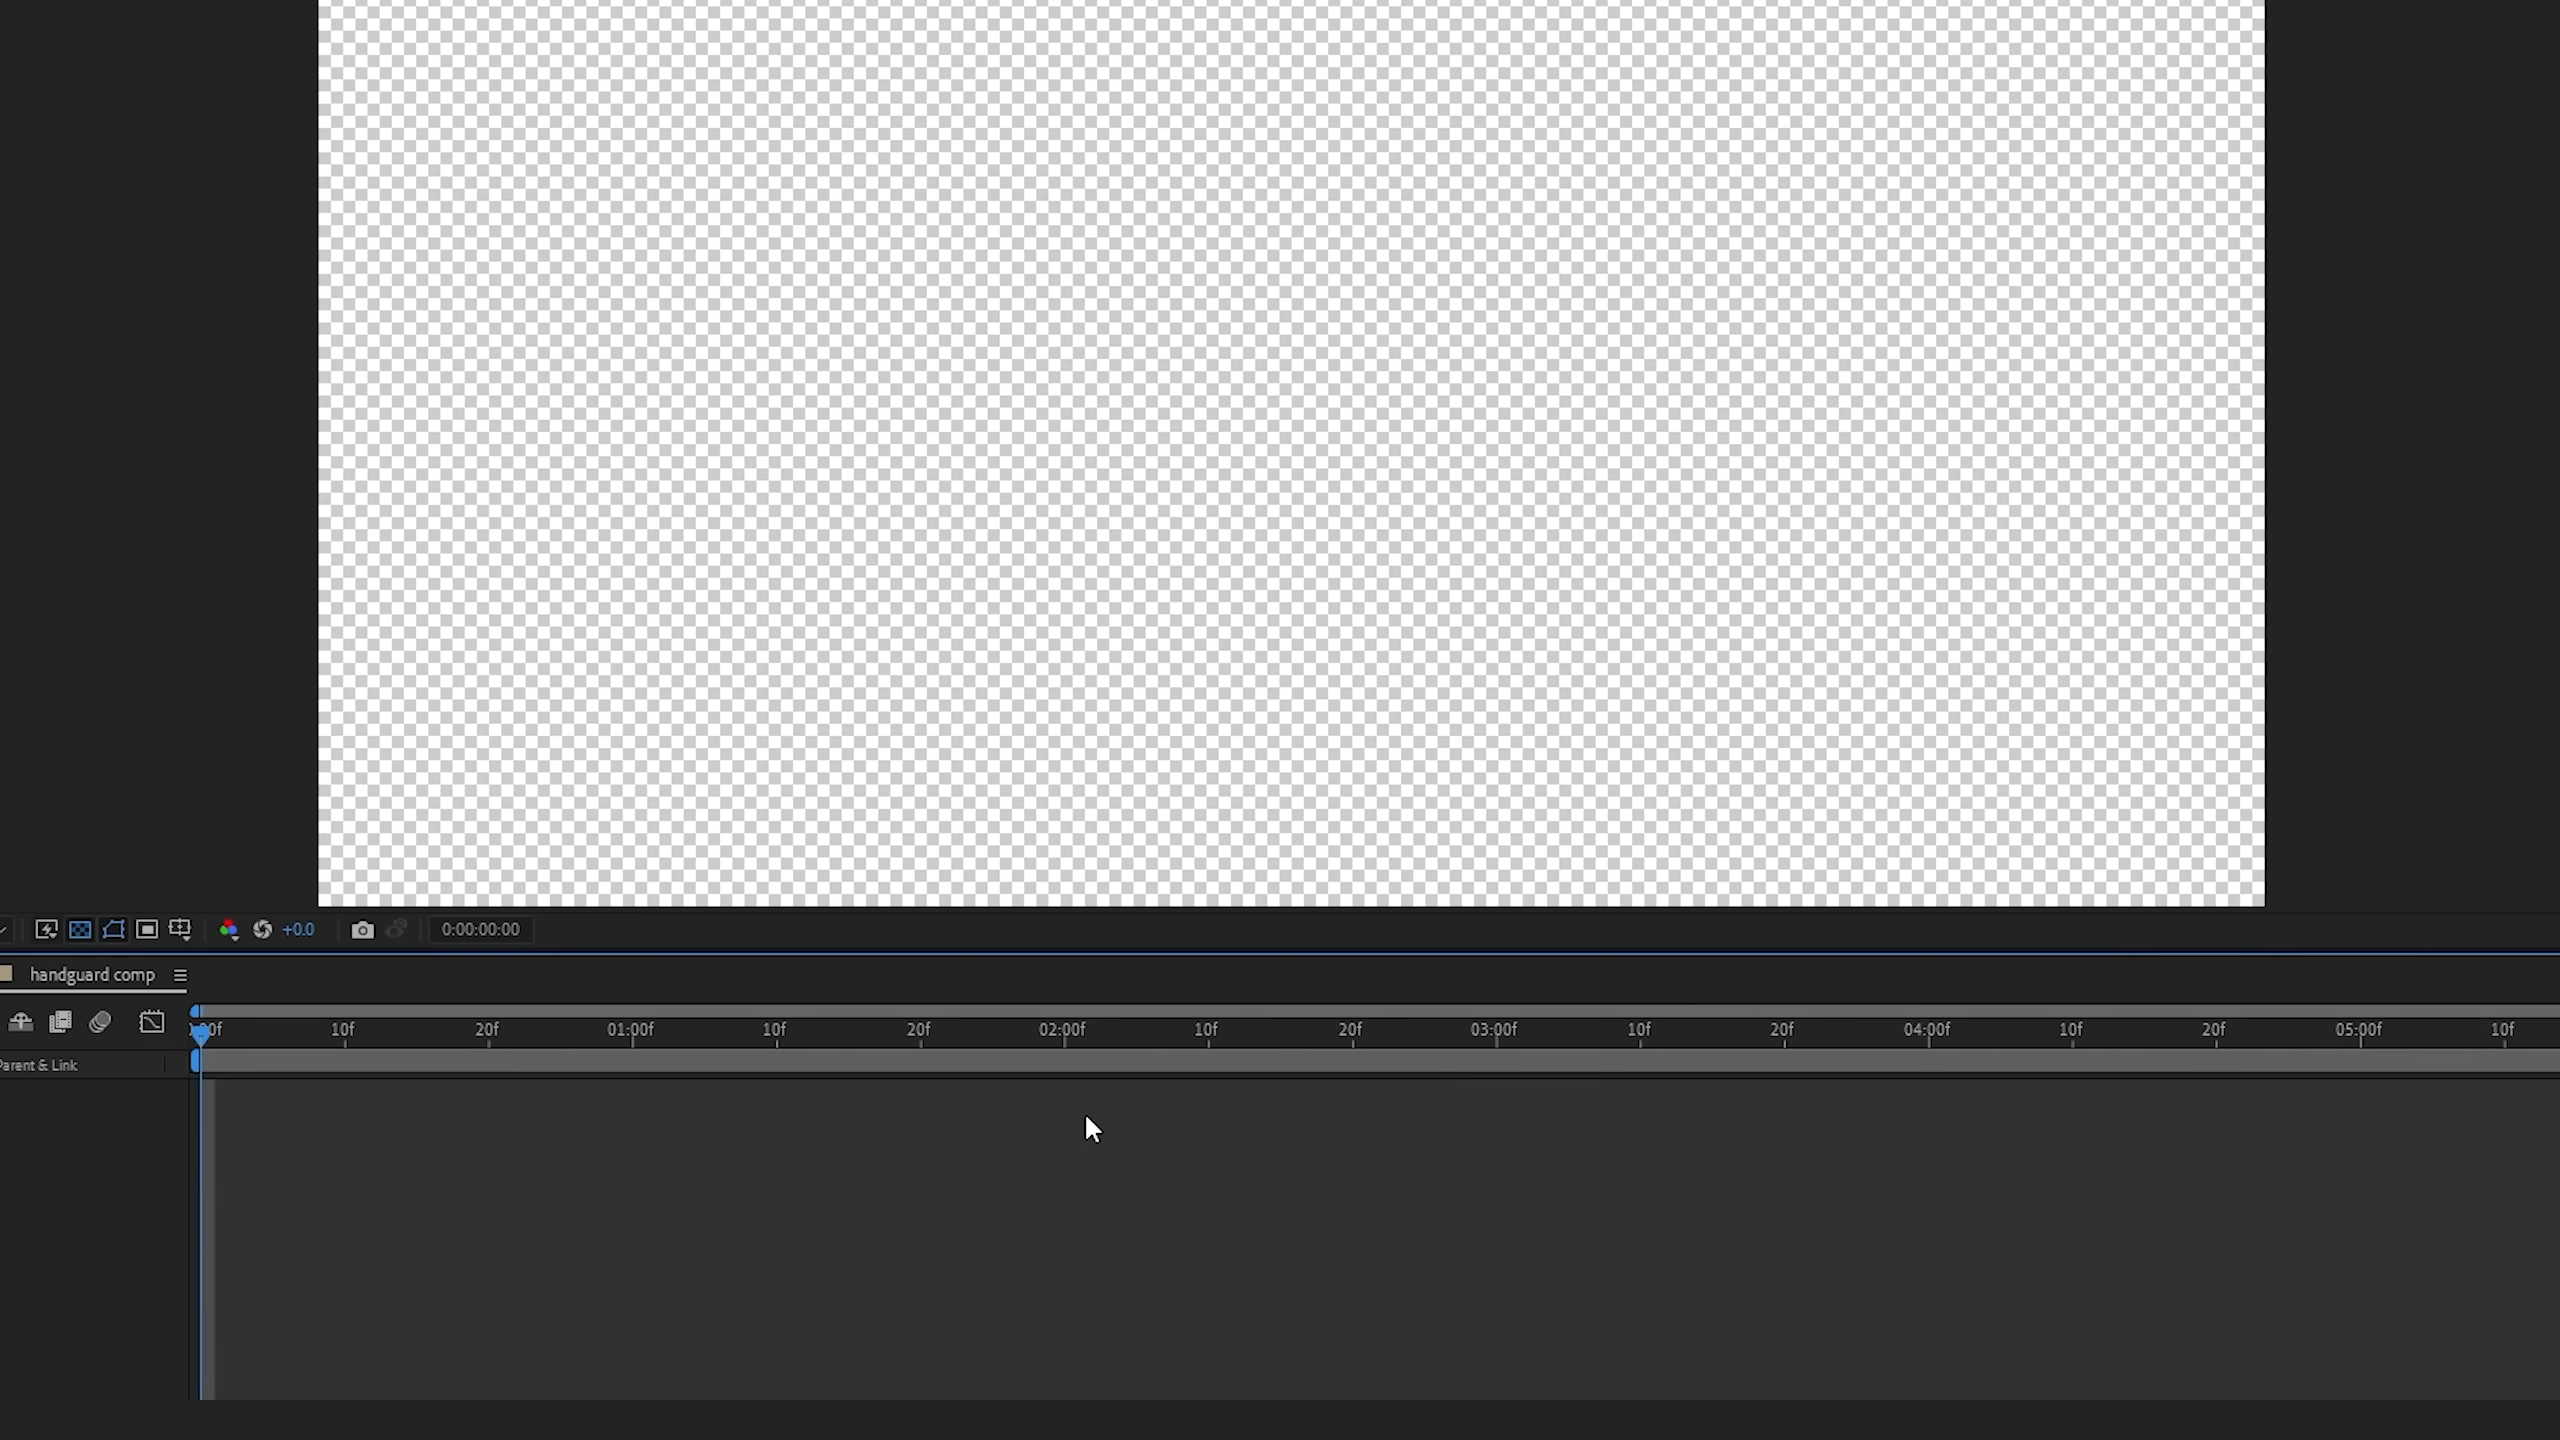 +0.0 0:00:00:00
handguard comp
10f 20f 01:00f 10f 20f 02:00f 10f 20f 03:00f 10f 20f 04:00f 10f 20f 05:00f 10f
Parent & Link